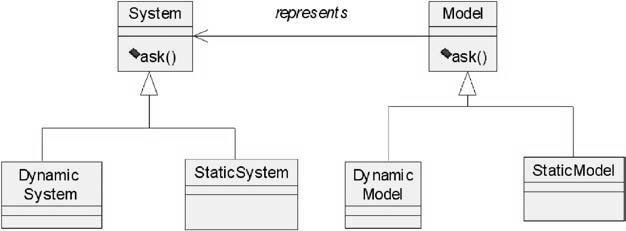 System
represents
Model
ask()
ask()
Dynamic
System
StaticSystem
Dynamic
Model
StaticModel